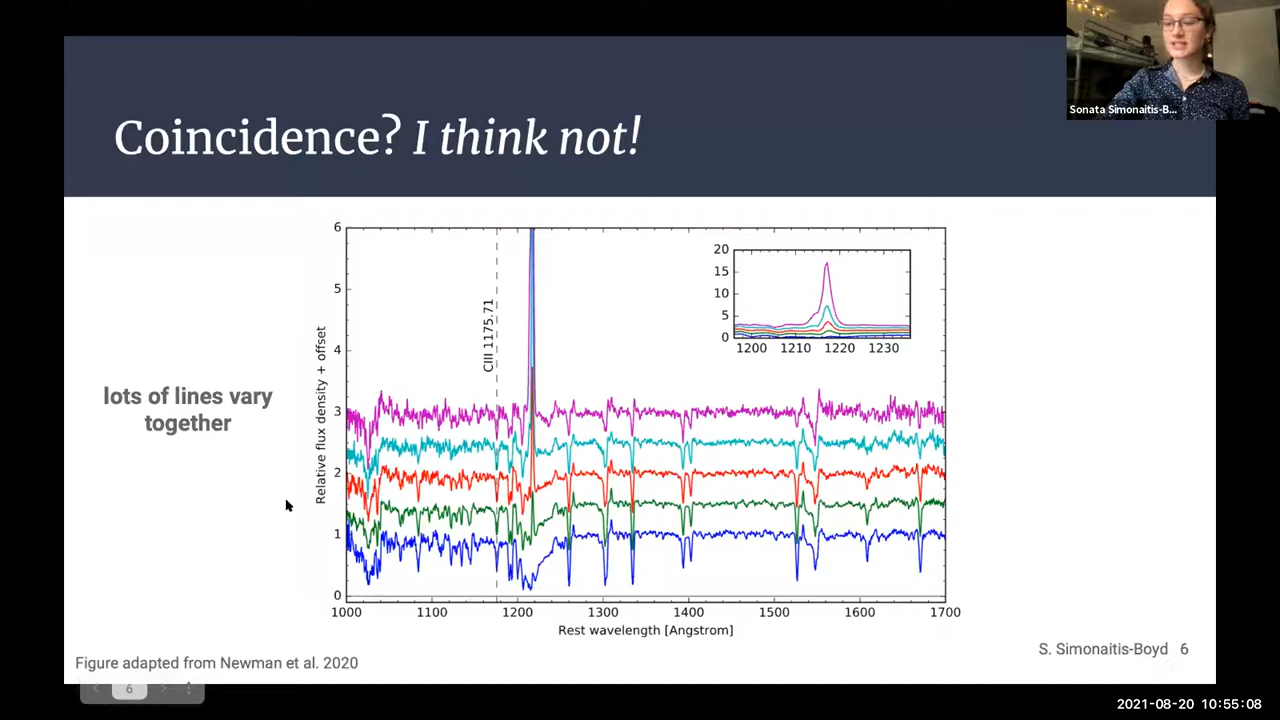 Sonata Simonaitis-B...
Coincidence? I think not!
lots of lines vary
together
Relative flux density + offset
6
5
4
3
2
1
0
CIII 1175.71
20
15
10
5
0
1200 1210 1220 1230
1000 1100 1200 1300 1400 1500 1600 1700
Rest wavelength [Angstrom]
S. Simonaitis-Boyd 6
Figure adapted from Newman et al. 2020
6
2021-08-20 10:55:08